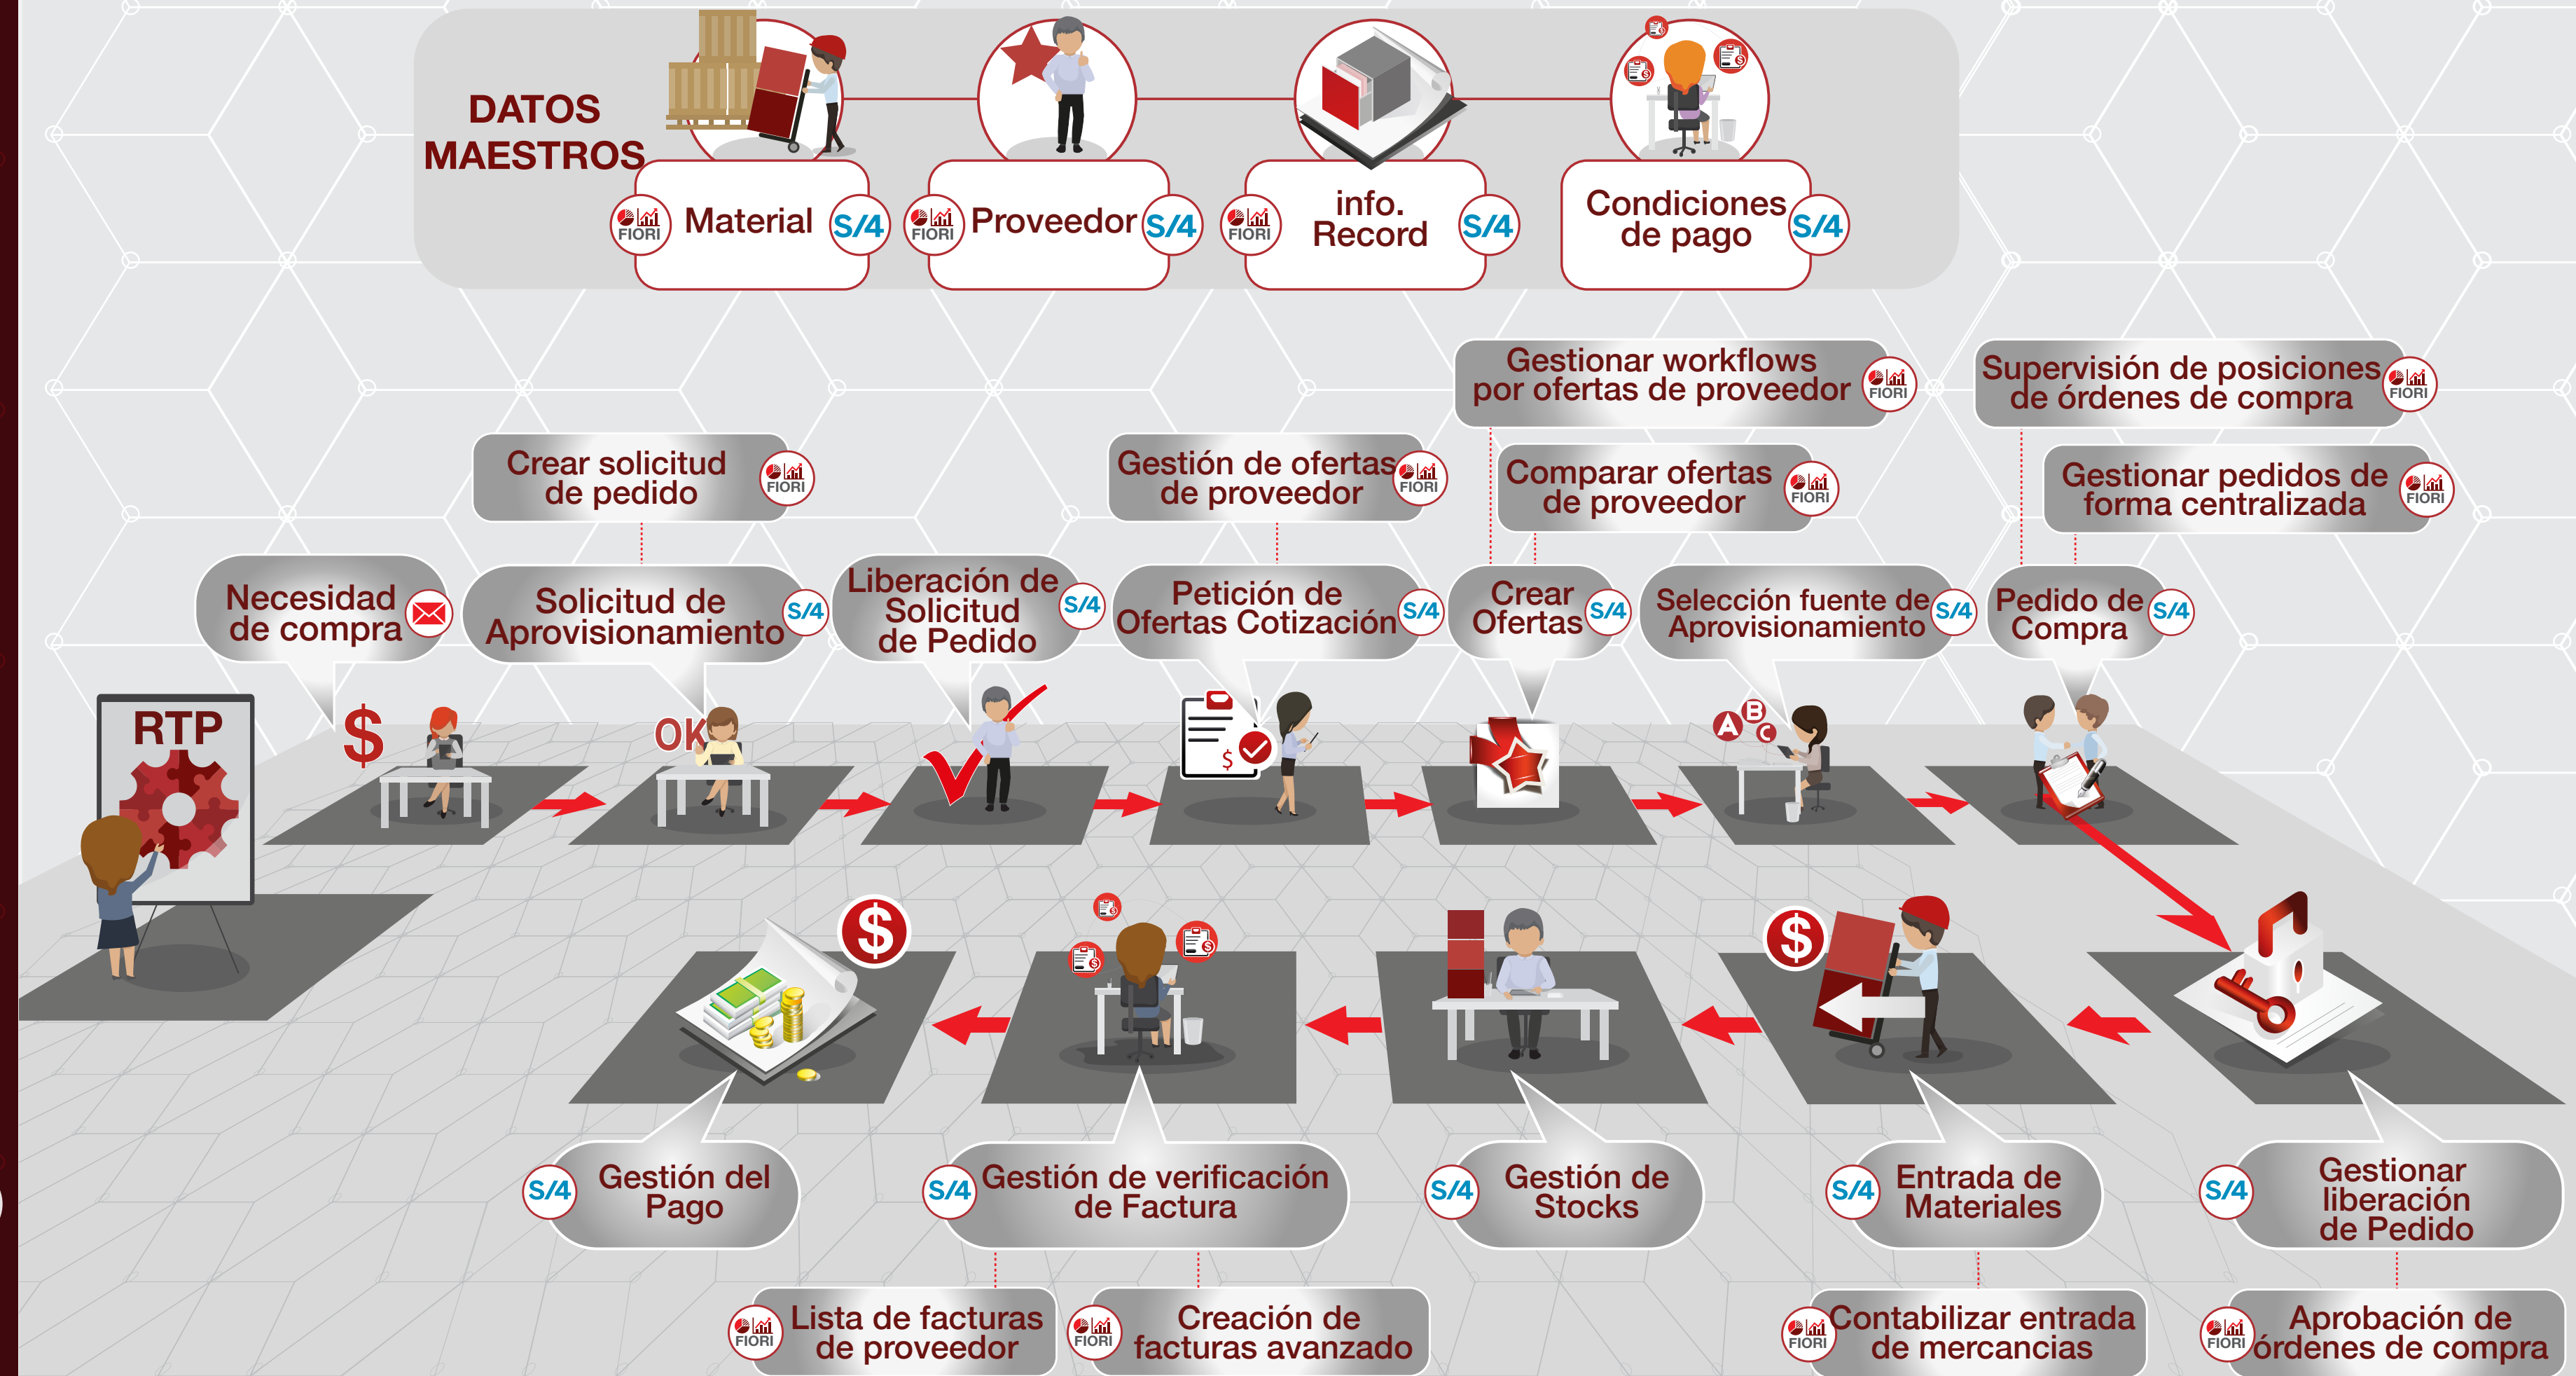 DATOS
MAESTROS
FIORI
Material
S/4
FIORI
Proveedor
S/4
FIORI
info.
Record
S/4
Condiciones
de pago
S/4
Gestionar workflows
por ofertas de proveedor
FIORI
Supervisión de posiciones
de órdenes de compra
FIORI
Crear solicitud
de pedido
FIORI
Gestión de ofertas
de proveedor
FIORI
Comparar ofertas
de proveedor
FIORI
Gestionar pedidos de
forma centralizada
FIORI
Necesidad
de compra
Solicitud de
Aprovisionamiento
S/4
Liberación de
Solicitud
de Pedido
S/4
Petición de
Ofertas Cotización
S/4
Crear
Ofertas
S/4
Selección fuente de
Aprovisionamiento
S/4
Pedido de
Compra
S/4
RTP
$
OK
$
A
B
C
$
$
S/4
Gestión del
Pago
S/4
Gestión de verificación
de Factura
S/4
Gestión de
Stocks
S/4
Entrada de
Materiales
S/4
Gestionar
liberación
de Pedido
FIORI
Lista de facturas
de proveedor
FIORI
Creación de
facturas avanzado
FIORI
Contabilizar entrada
de mercancias
FIORI
Aprobación de
órdenes de compra